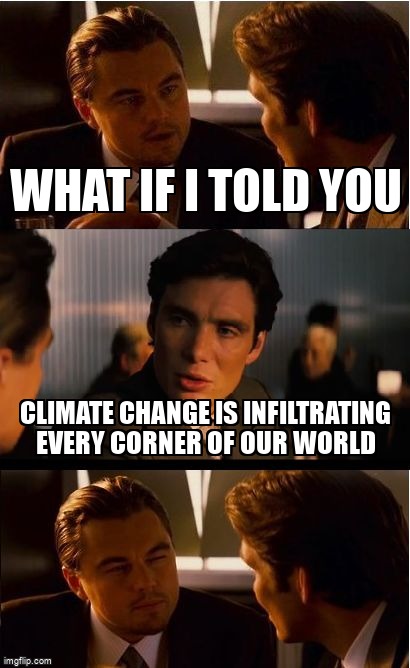 WHAT IF I TOLD YOU
CLIMATE CHANGE IS INFILTRATING
EVERY CORNER OF OUR WORLD
imgflip.com